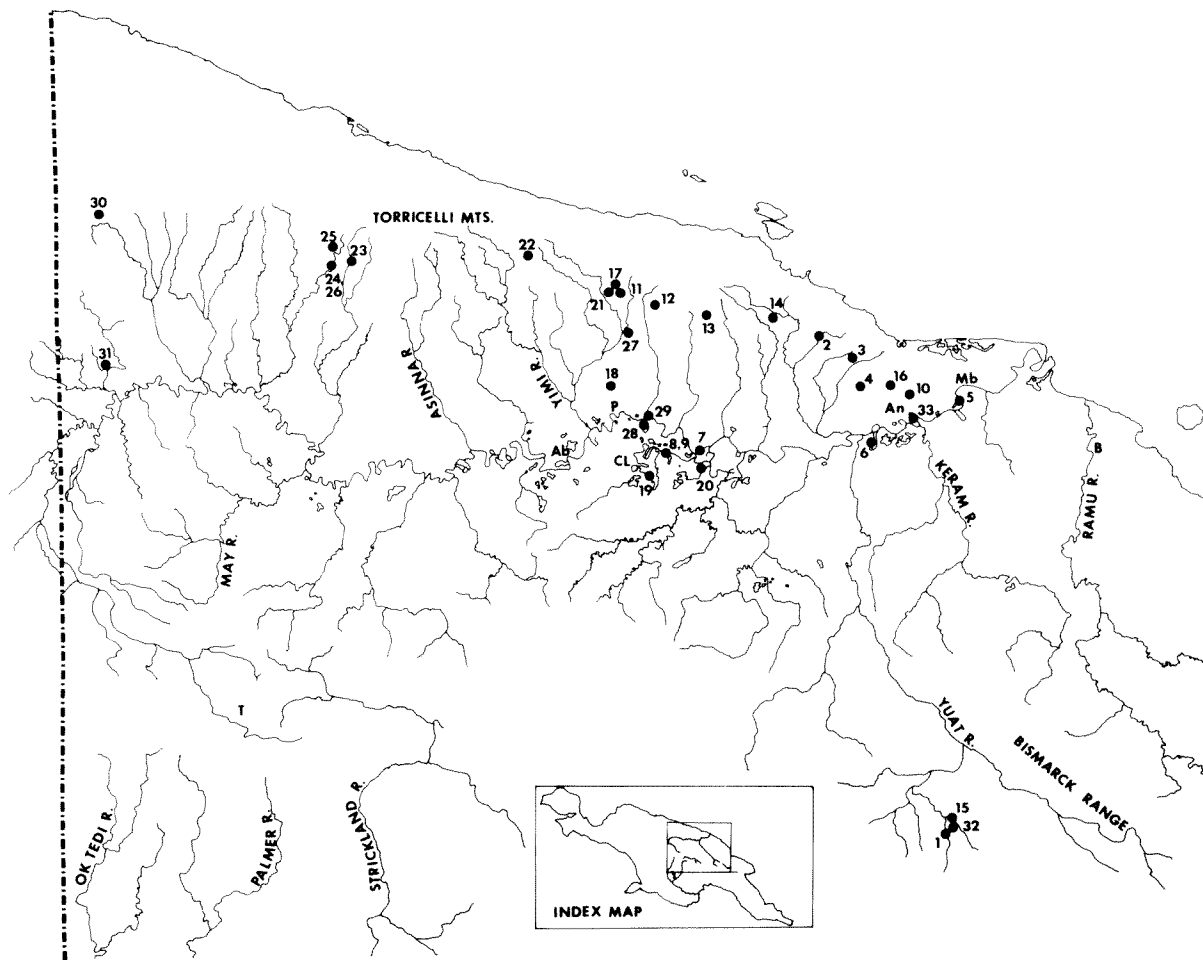 TORRICELLI MTS.
30
25
23
24,
26
22
17
21
11
12
13
14
2
3
27
31
18
4
16
10
Mb
5
An
33
ASINNAR
YIMI R.
P
29
28
8,9
7
6
Ab
CL
19
20
B
KERAM R.
RAMU R.
MAY R.
T
YUAT R.
BISMARCK RANGE
OK TEDI R.
PALMER R.
STRICKLAND R.
15
32
1
INDEX MAP